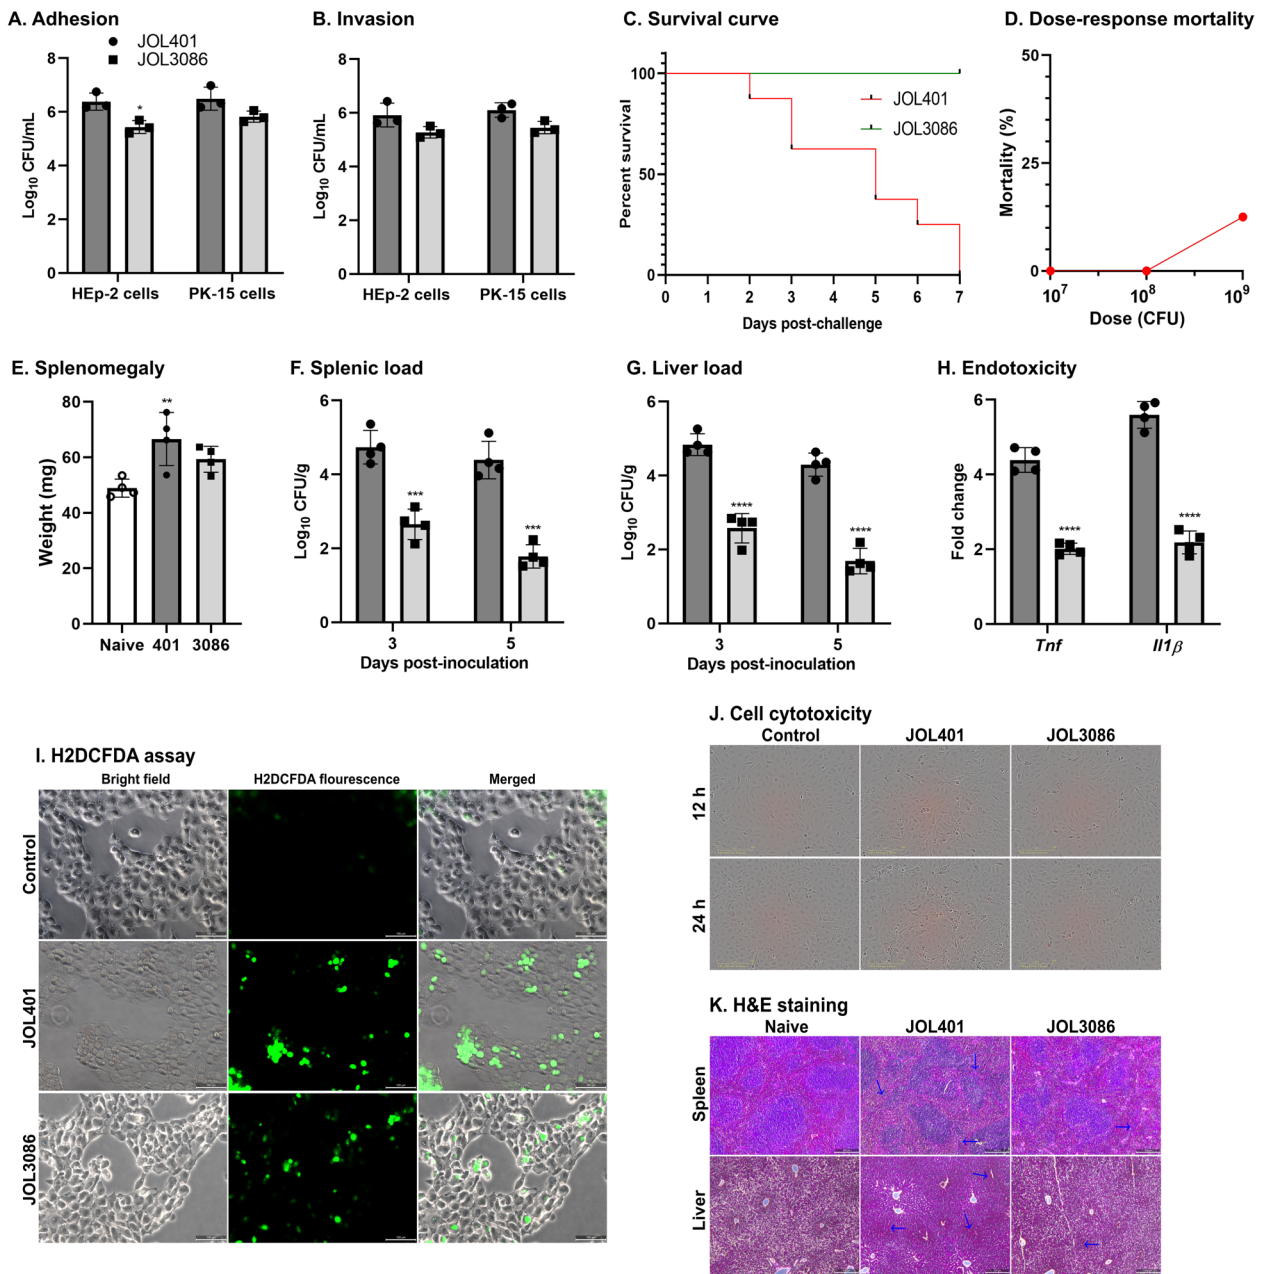 A. Adhesion
JOL401
JOL3086
Log10 CFU/mL
8
6
4
2
0
*
HEp-2 cells PK-15 cells
B. Invasion
Log10 CFU/mL
8
6
4
2
0
HEp-2 cells PK-15 cells
C. Survival curve
Percent survival
100
50
0
JOL401
JOL3086
0 1 2 3 4 5 6 7
Days post-challenge
D. Dose-response mortality
Mortality (%)
50
25
0
10^7 10^8 10^9
Dose (CFU)
E. Splenomegaly
Weight (mg)
80
60
40
20
0
**
Naive 401 3086
F. Splenic load
Log10 CFU/g
6
4
2
0
***
***
3 5
Days post-inoculation
G. Liver load
Log10 CFU/g
6
4
2
0
****
****
3 5
Days post-inoculation
H. Endotoxicity
Fold change
6
4
2
0
****
****
Tnf Il1β
I. H2DCFDA assay
Bright field H2DCFDA flourescence Merged
Control
JOL401
JOL3086
J. Cell cytotoxicity
Control JOL401 JOL3086
12 h
24 h
K. H&E staining
Naive JOL401 JOL3086
Spleen
Liver